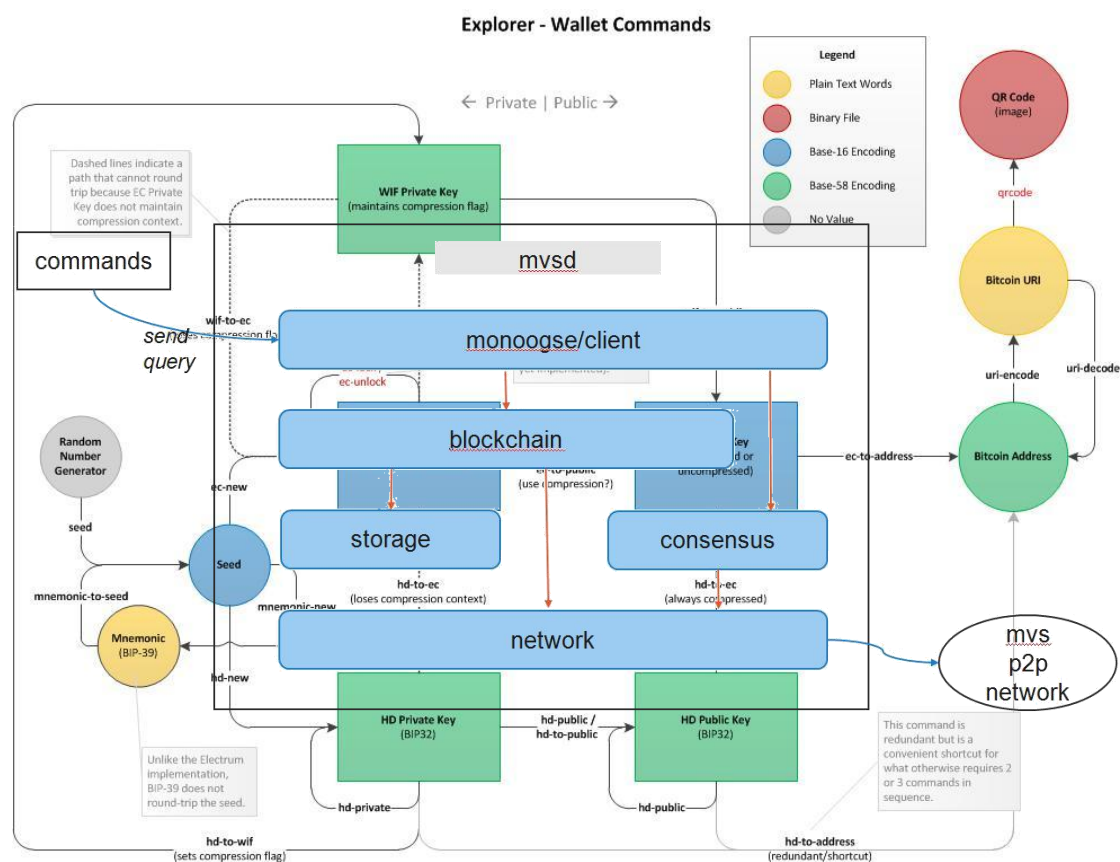 Explorer - Wallet Commands
← Private | Public →
Legend
Plain Text Words
Binary File
Base-16 Encoding
Base-58 Encoding
No Value
QR Code
(image)
qrcode
Bitcoin URI
uri-encode
uri-decode
Bitcoin Address
ec-to-address
Dashed lines indicate a
path that cannot round
trip because EC Private
Key does not maintain
compression context.
WIF Private Key
(maintains compression flag)
commands
mvsd
wif-to-ec
send
query
monoogse/client
ec-unlock
yet implemented).
blockchain
Key
or
uncompressed)
ec-to-public
(use compression?)
Random
Number
Generator
ec-new
seed
storage
consensus
Seed
hd-to-ec
(loses compression context)
hd-to-ec
(always compressed)
mnemonic-to-seed
mnemonic-new
Mnemonic
(BIP-39)
network
mvs
p2p
network
hd-new
HD Private Key
(BIP32)
hd-public /
hd-to-public
HD Public Key
(BIP32)
This command is
redundant but is a
convenient shortcut for
what otherwise requires 2
or 3 commands in
sequence.
Unlike the Electrum
implementation,
BIP-39 does not
round-trip the seed.
hd-private
hd-public
hd-to-wif
(sets compression flag)
hd-to-address
(redundant/shortcut)